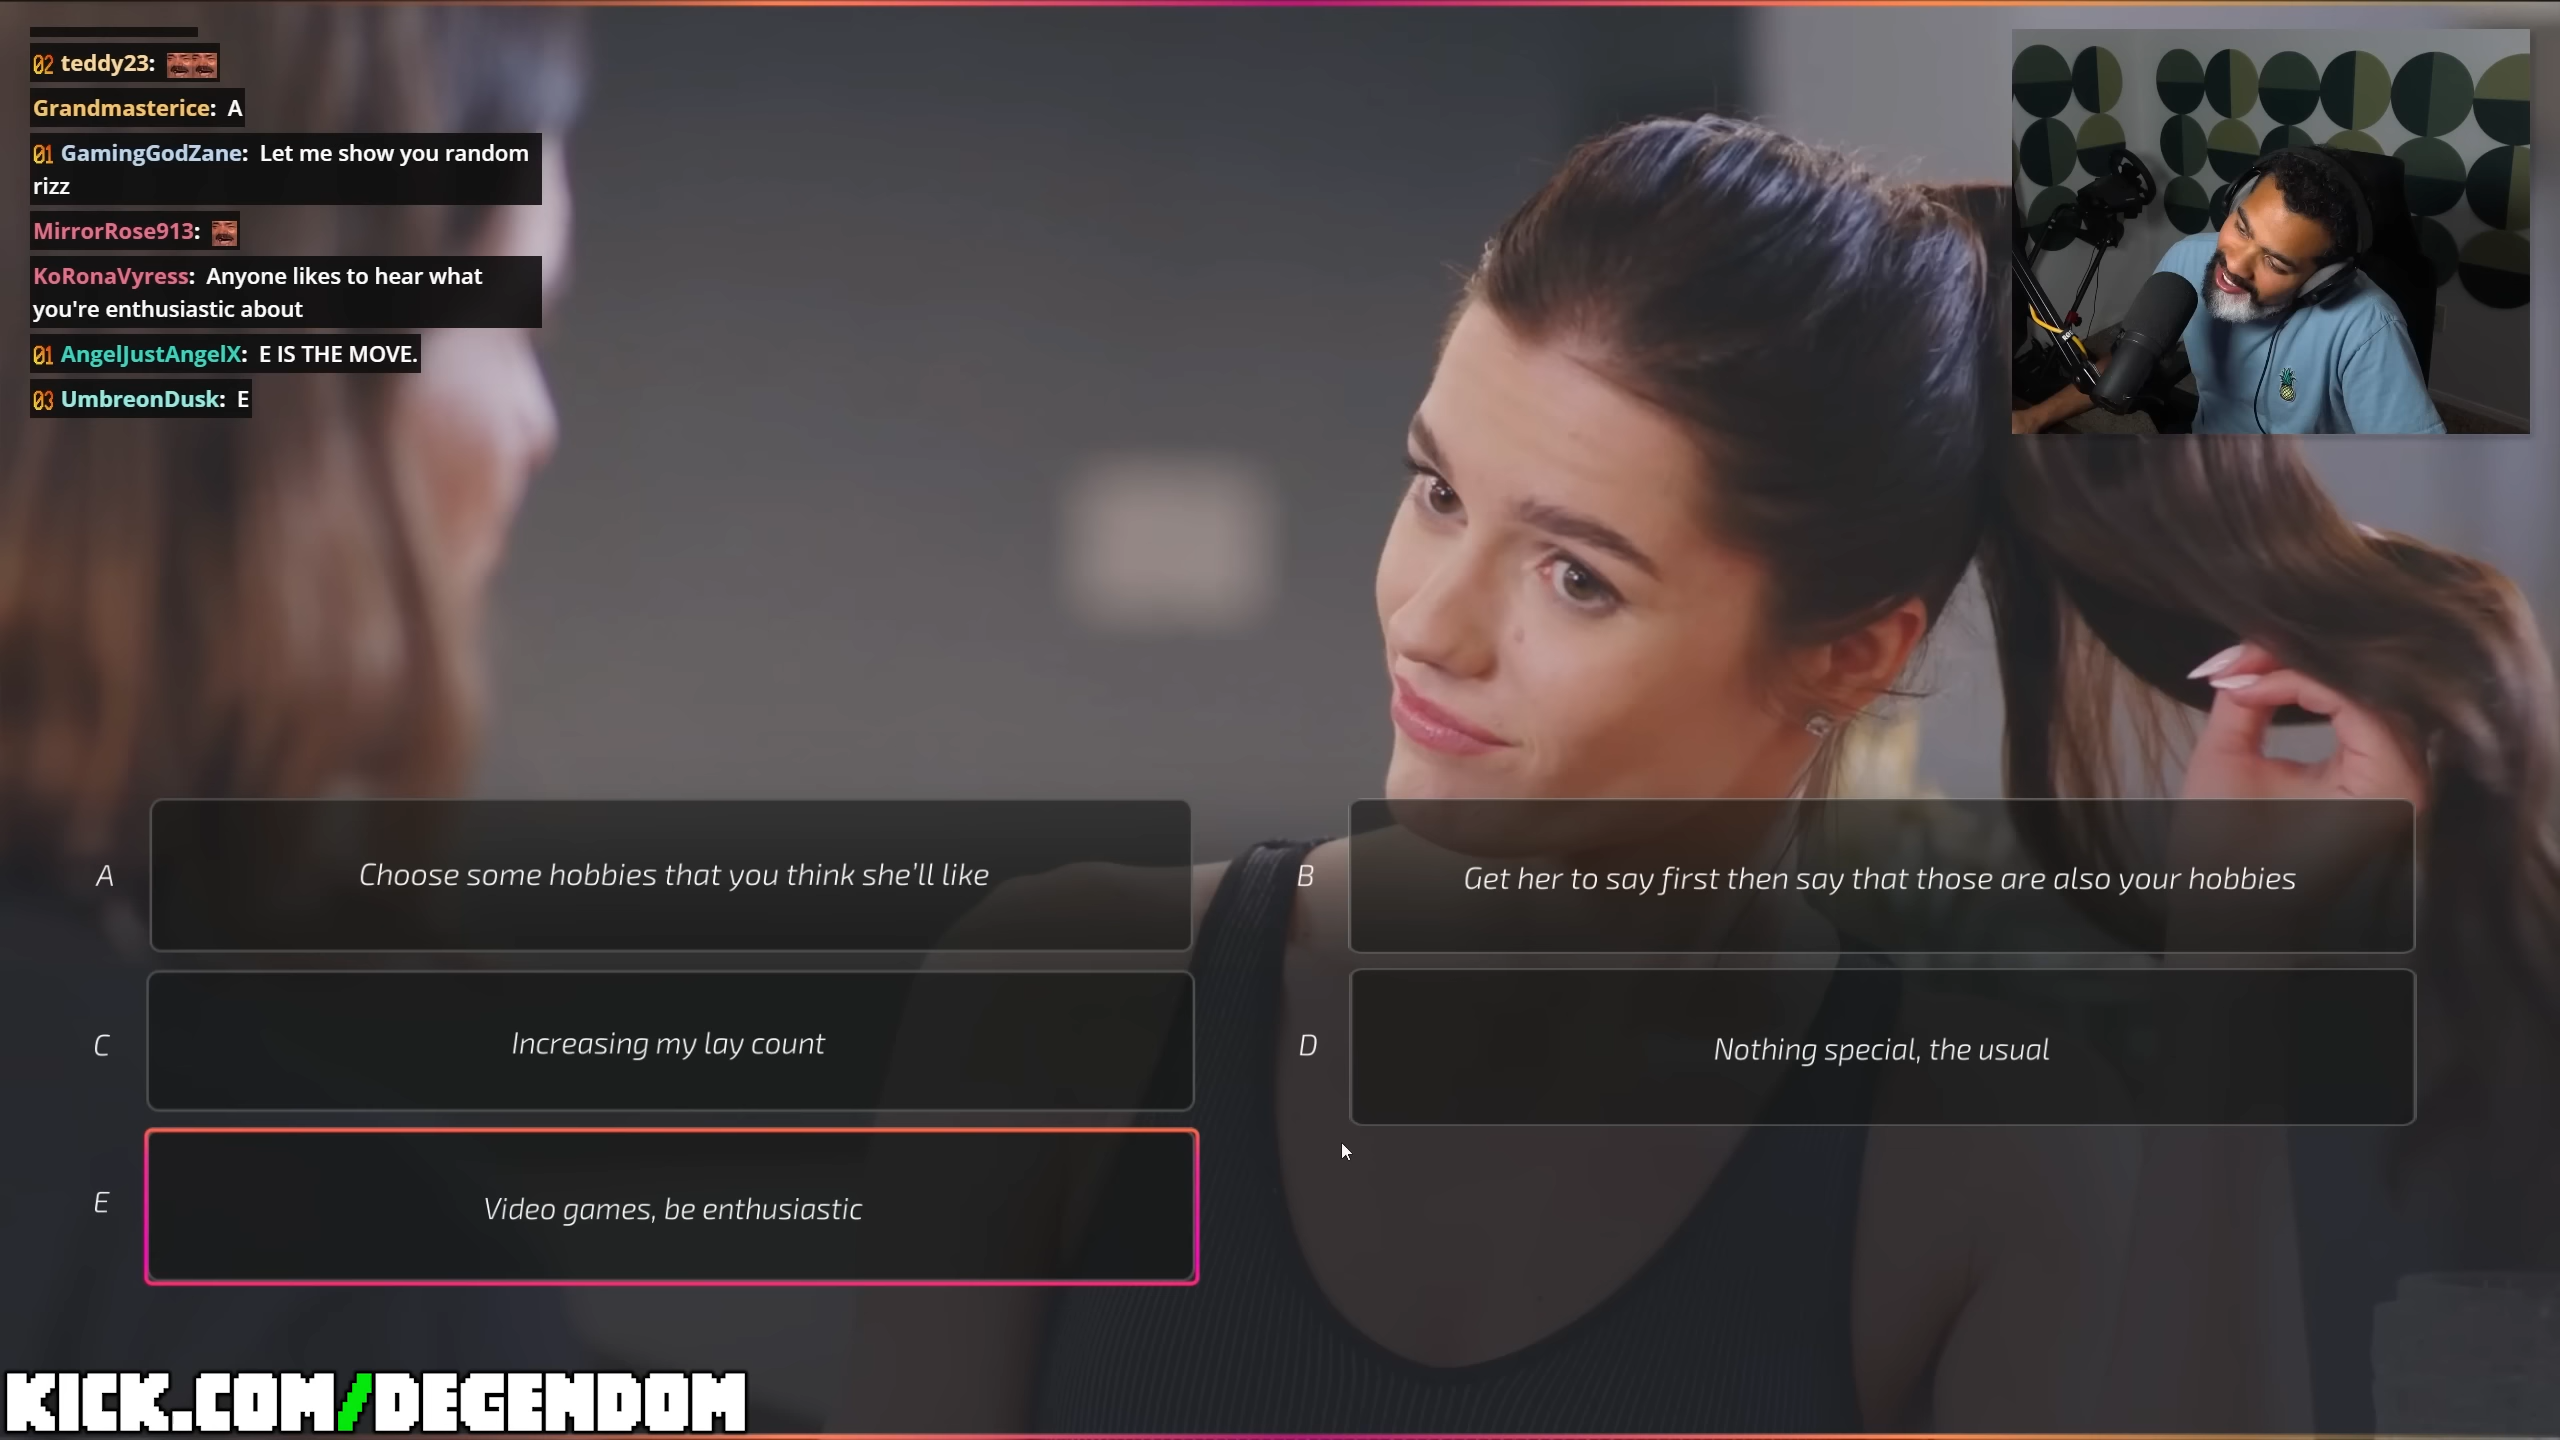 02 teddy23:
Grandmasterice: A
01 GamingGodZane: Let me show you random
rizz
MirrorRose913:
KoRonaVyress: Anyone likes to hear what
you're enthusiastic about
01 AngelJustAngelX: E IS THE MOVE.
03 UmbreonDusk: E
A Choose some hobbies that you think she'll like
B Get her to say first then say that those are also your hobbies
C Increasing my lay count
D Nothing special, the usual
E Video games, be enthusiastic
KICK.COM/DEGENDOM